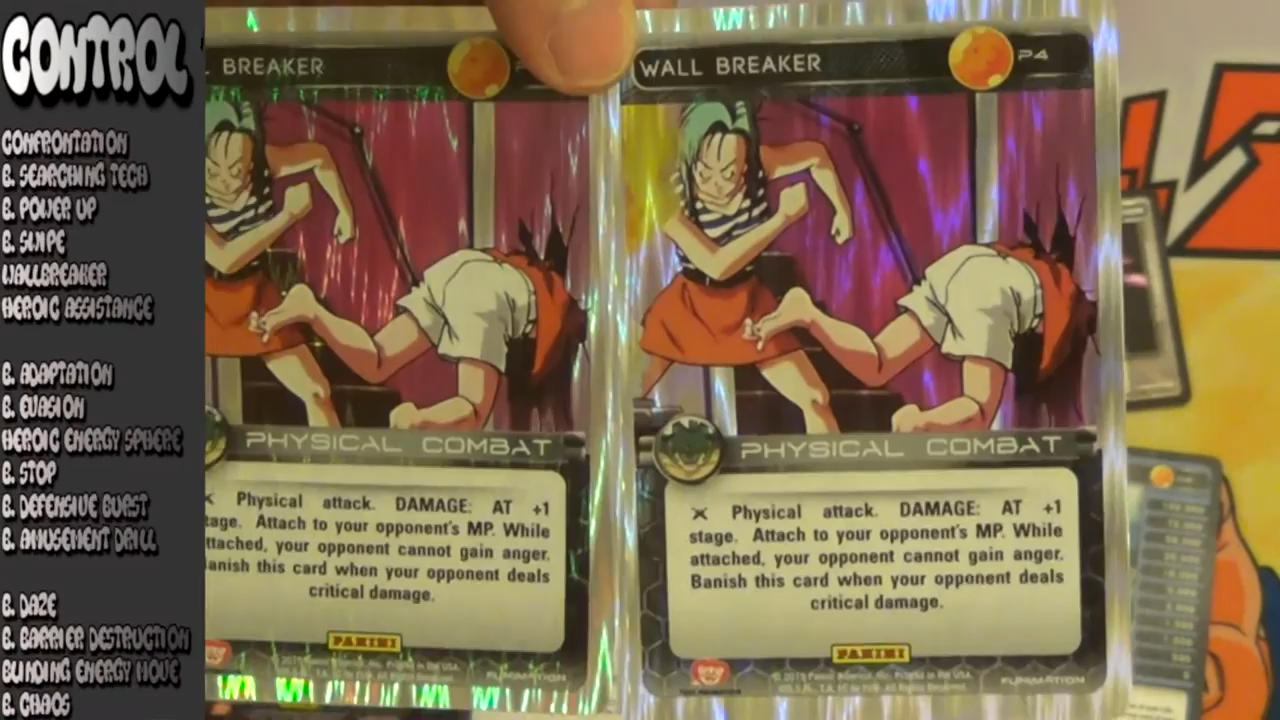 CONTROL
CONFRONTATION
B. SEARCHING TECH
B. POWER UP
B. SWIPE
WALLBREAKER
HEROIC ASSISTANCE
B. ADAPTATION
B. EVASION
HEROIC ENERGY SPHERE
B. STOP
B. DEFENSIVE BURST
B. AMUSEMENT DRILL
B. DAZE
B. BARRIER DESTRUCTION
BLINDING ENERGY MOVE
B. CHAOS
L BREAKER
PHYSICAL COMBAT
Physical attack. DAMAGE: AT +1
tage. Attach to your opponent's MP. While
attached, your opponent cannot gain anger.
Banish this card when your opponent deals
critical damage.
PANINI
FUNIMATION
WALL BREAKER P4
PHYSICAL COMBAT
Physical attack. DAMAGE: AT +1
stage. Attach to your opponent's MP. While
attached, your opponent cannot gain anger.
Banish this card when your opponent deals
critical damage.
PANINI
FUNIMATION